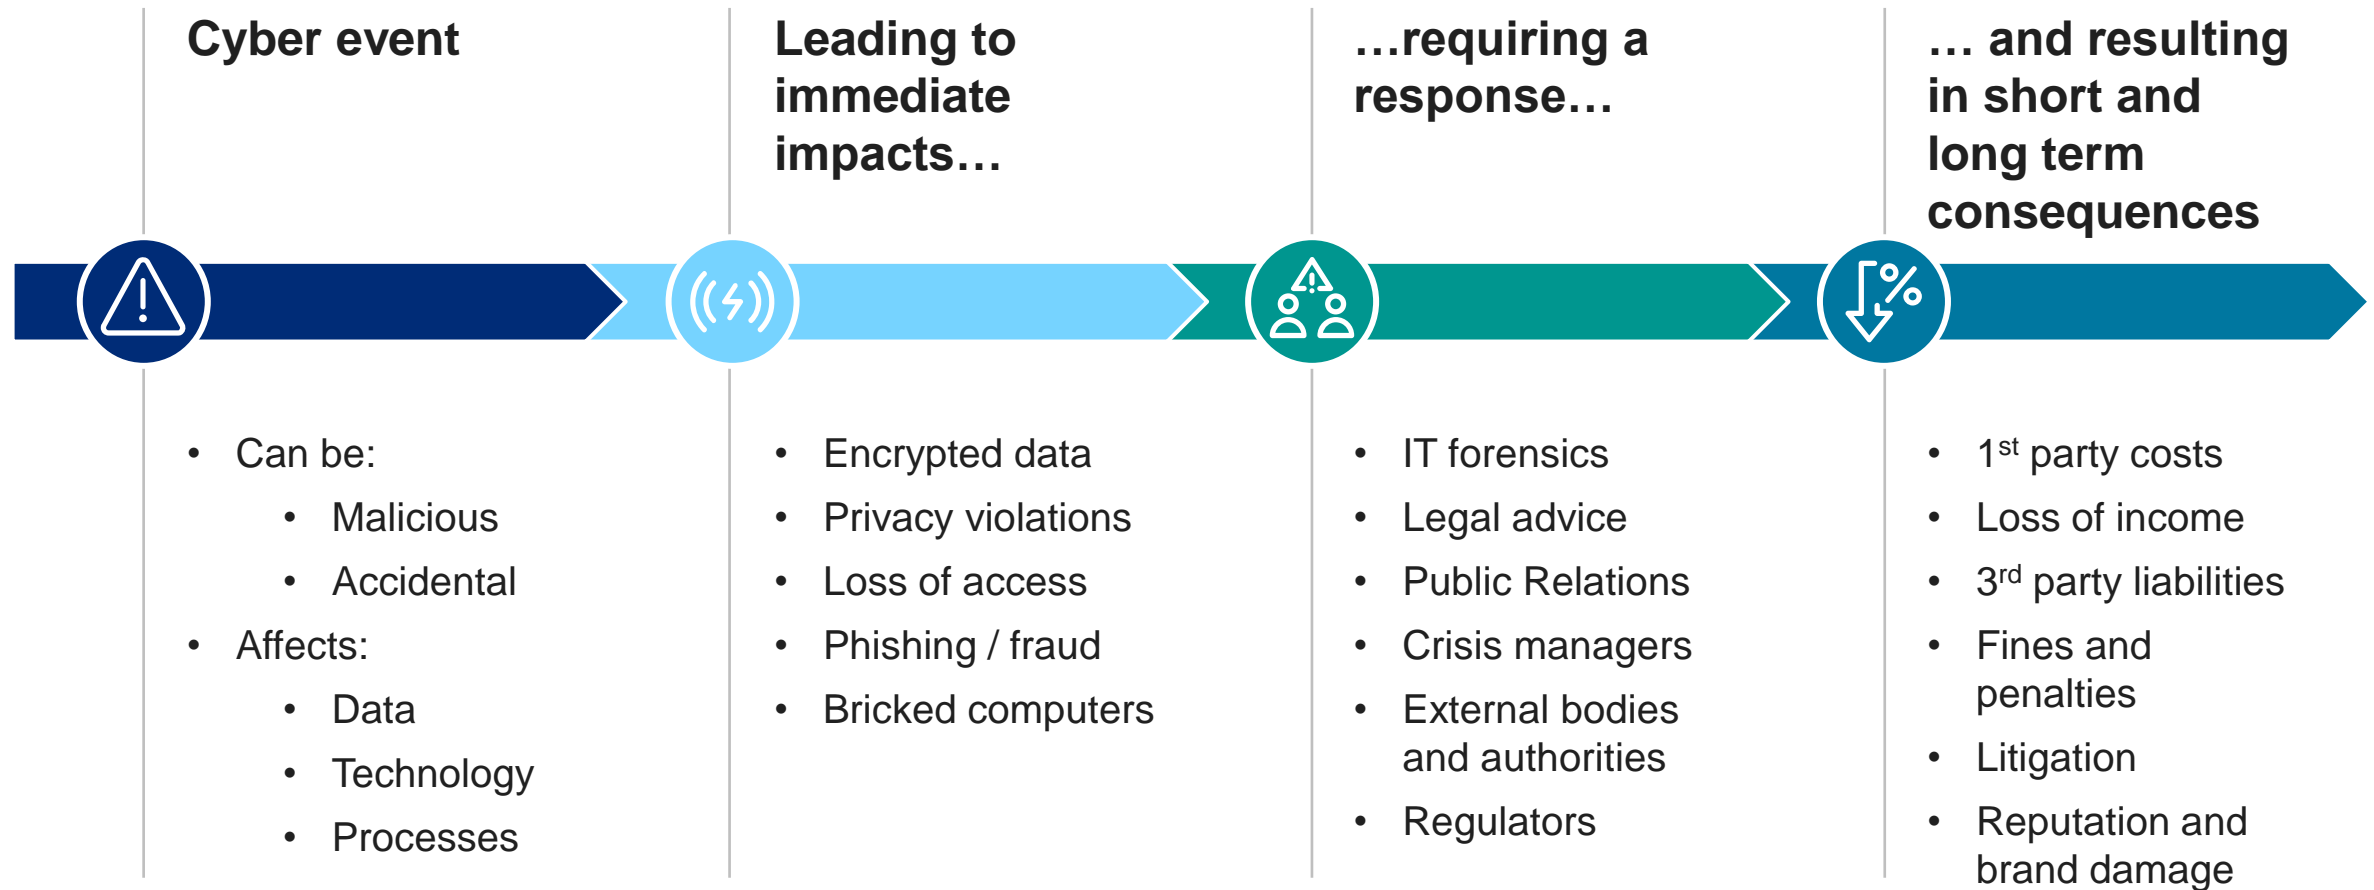 Cyber event
Leading to
immediate
impacts…
…requiring a
response…
… and resulting
in short and
long term
consequences
• Can be:
• Malicious
• Accidental
• Affects:
• Data
• Technology
• Processes
• Encrypted data
• Privacy violations
• Loss of access
• Phishing / fraud
• Bricked computers
• IT forensics
• Legal advice
• Public Relations
• Crisis managers
• External bodies
and authorities
• Regulators
• 1st party costs
• Loss of income
• 3rd party liabilities
• Fines and
penalties
• Litigation
• Reputation and
brand damage